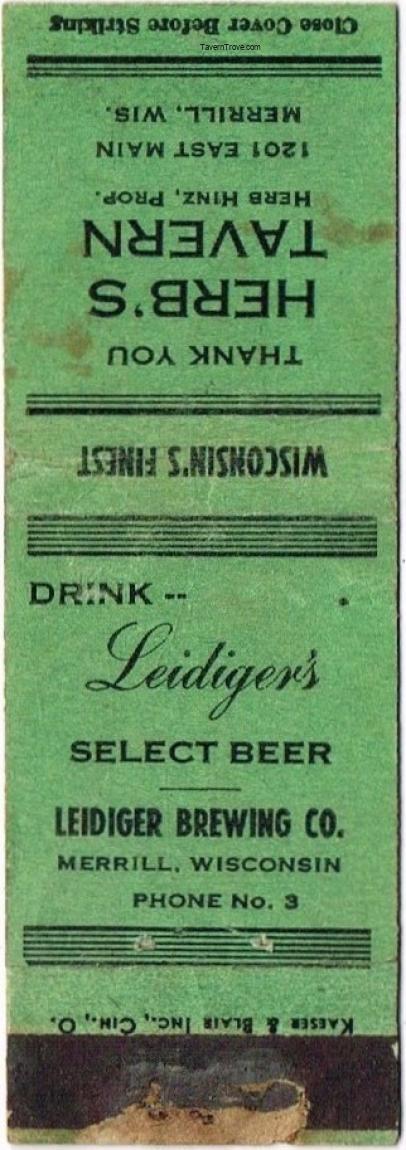 Close Cover Before Striking
TavernTrove.com
MERRILL, WIS.
1201 EAST MAIN
HERB HINZ, PROP.
TAVERN
HERB'S
THANK YOU
WISCONSIN'S FINEST
DRINK --
Leidiger's
SELECT BEER
LEIDIGER BREWING CO.
MERRILL, WISCONSIN
PHONE No. 3
KAESER & BLAIR INC., CIN., O.